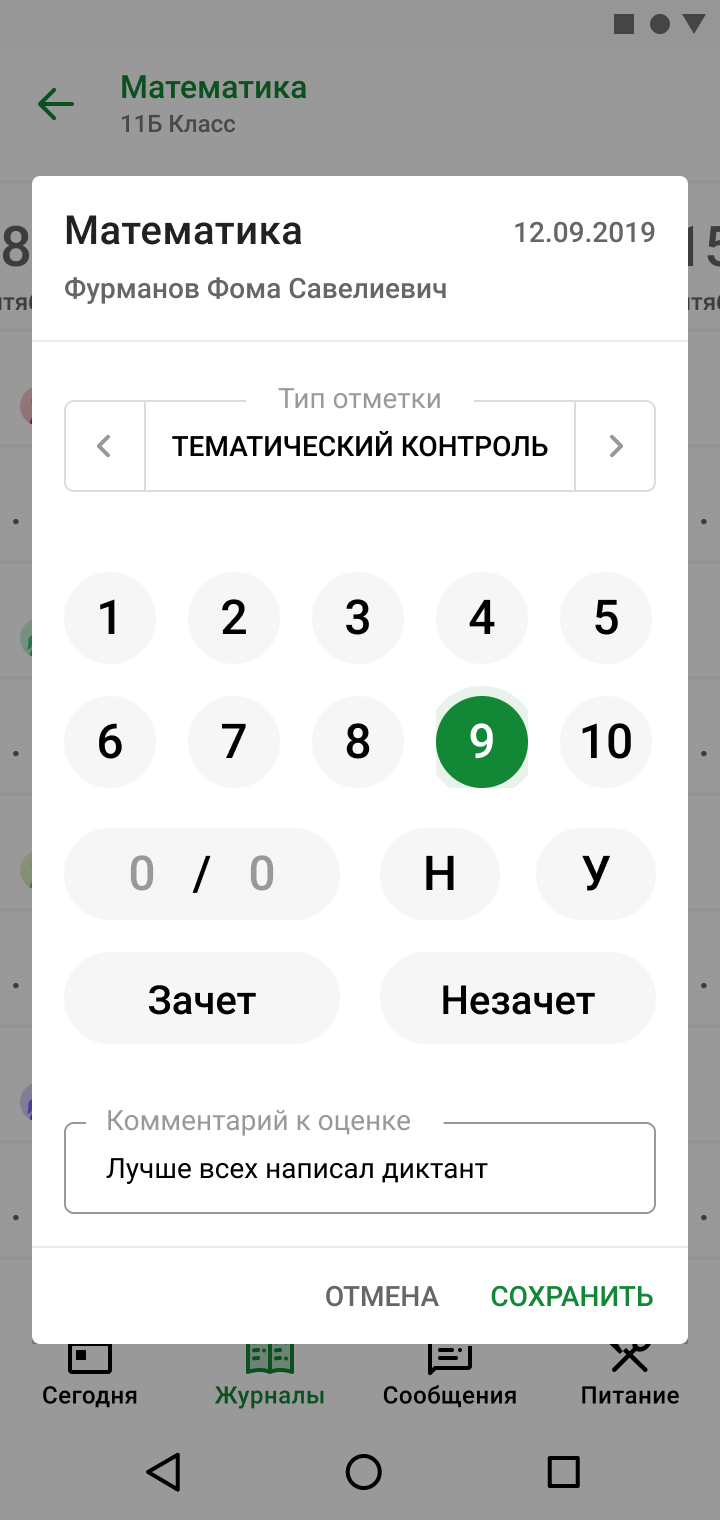 Математика
11Б Класс
8
15
Математика
12.09.2019
Фурманов Фома Савелиевич
Тип отметки
ТЕМАТИЧЕСКИЙ КОНТРОЛЬ
1 2 3 4 5
6 7 8 9 10
0 / 0 Н У
Зачет Незачет
Комментарий к оценке
Лучше всех написал диктант
ОТМЕНА СОХРАНИТЬ
Сегодня Журналы Сообщения Питание